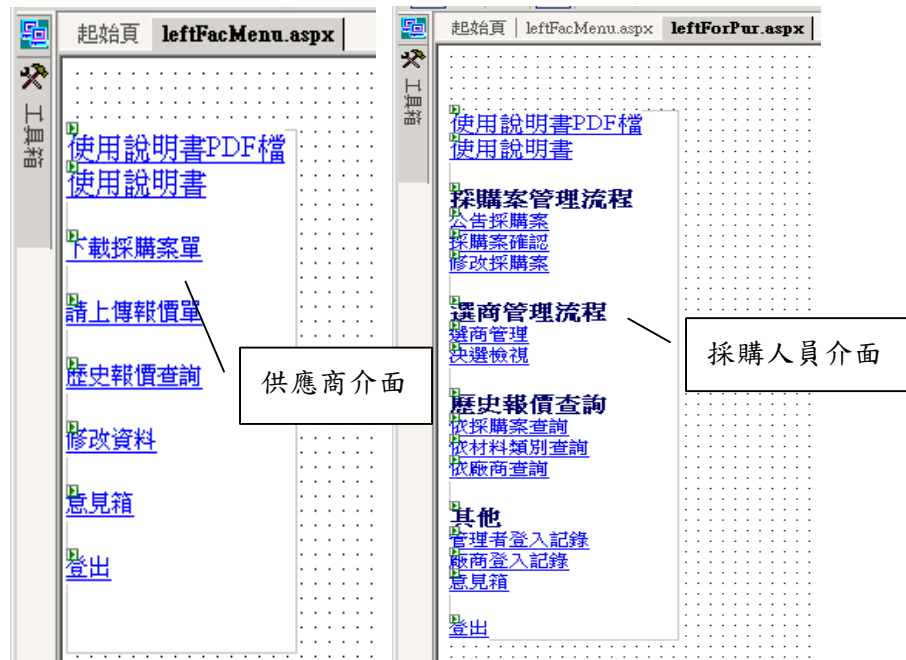 起始頁 leftFacMenu.aspx
工具箱
使用說明書PDF檔
使用說明書
下載採購案單
請上傳報價單
歷史報價查詢
修改資料
意見箱
登出
供應商介面
起始頁 leftFacMenu.aspx leftForPur.aspx
工具箱
使用說明書PDF檔
使用說明書
採購案管理流程
公告採購案
採購案確認
修改採購案
選商管理流程
選商管理
決選檢視
歷史報價查詢
依採購案查詢
依材料類別查詢
依廠商查詢
其他
管理者登入記錄
廠商登入記錄
意見箱
登出
採購人員介面